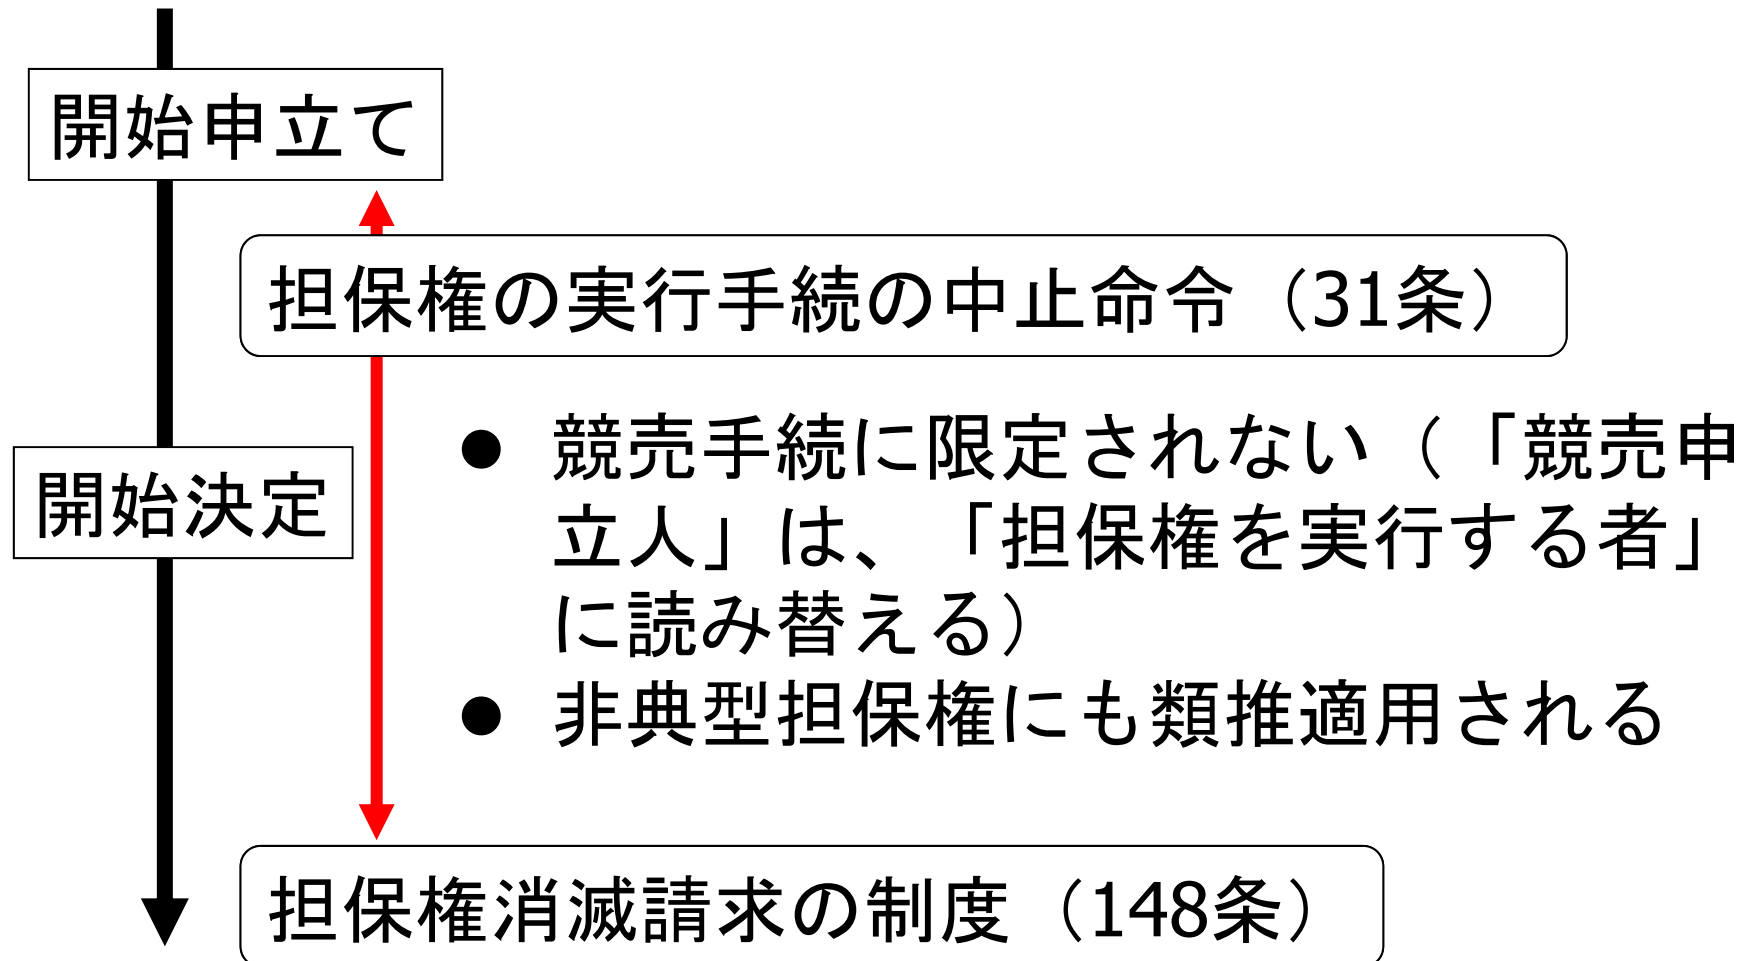 開始申立て
担保権の実行手続の中止命令（31条）
● 競売手続に限定されない（「競売申
立人」は、「担保権を実行する者」
に読み替える）
開始決定
● 非典型担保権にも類推適用される
担保権消滅請求の制度（148条）